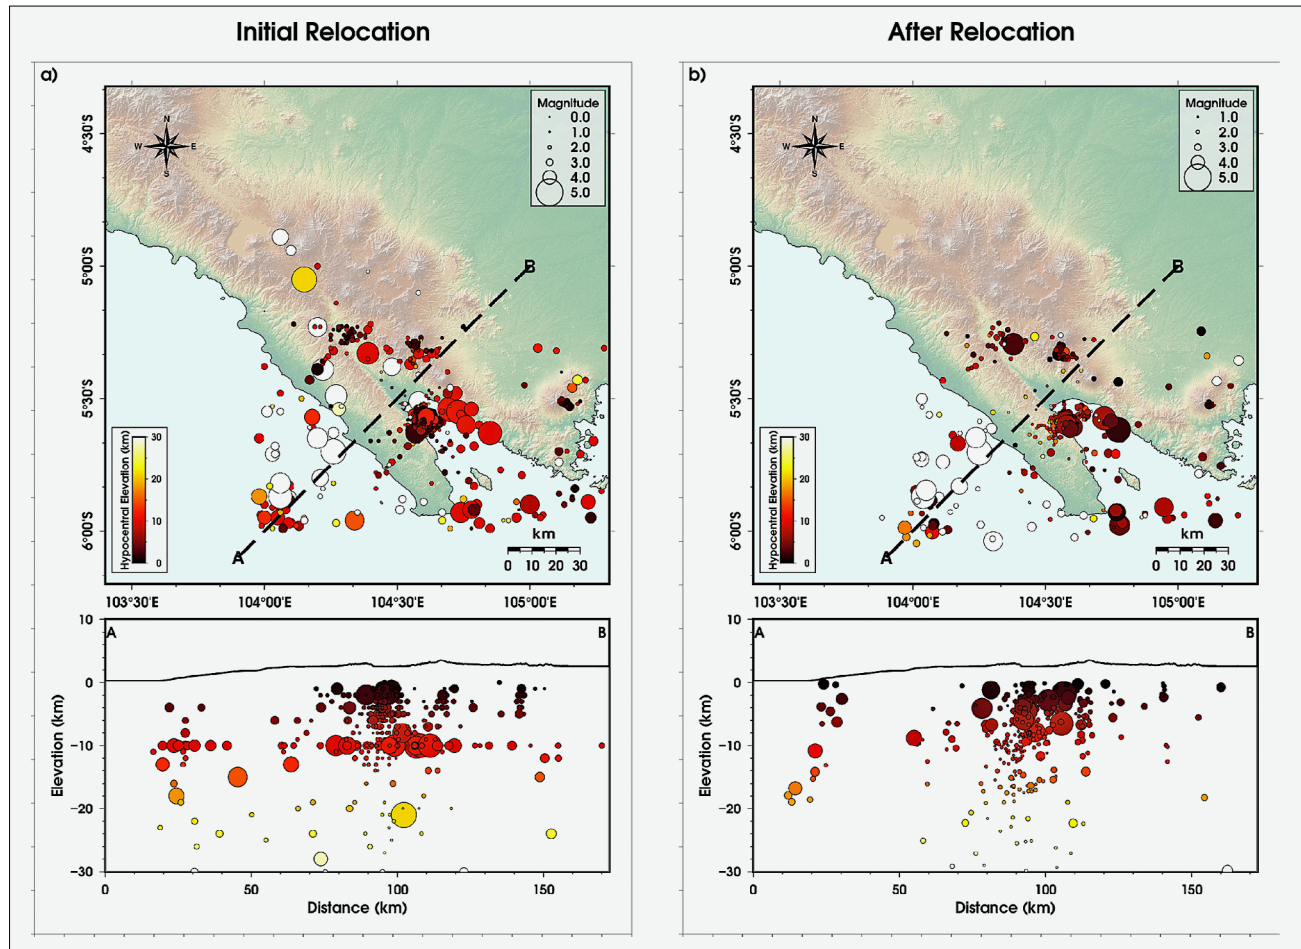 Initial Relocation
After Relocation
a)
Magnitude
0.0
1.0
2.0
3.0
4.0
5.0
N
W E
S
4°30'S
5°00'S
5°30'S
6°00'S
B
A
Hypocentral Elevation (km)
30
20
10
0
km
0 10 20 30
103°30'E 104°00'E 104°30'E 105°00'E
b)
Magnitude
1.0
2.0
3.0
4.0
5.0
N
W E
S
4°30'S
5°00'S
5°30'S
6°00'S
B
A
Hypocentral Elevation (km)
30
20
10
0
km
0 10 20 30
103°30'E 104°00'E 104°30'E 105°00'E
A B
Elevation (km)
10
0
−10
−20
−30
0 50 100 150
Distance (km)
A B
Elevation (km)
10
0
−10
−20
−30
0 50 100 150
Distance (km)